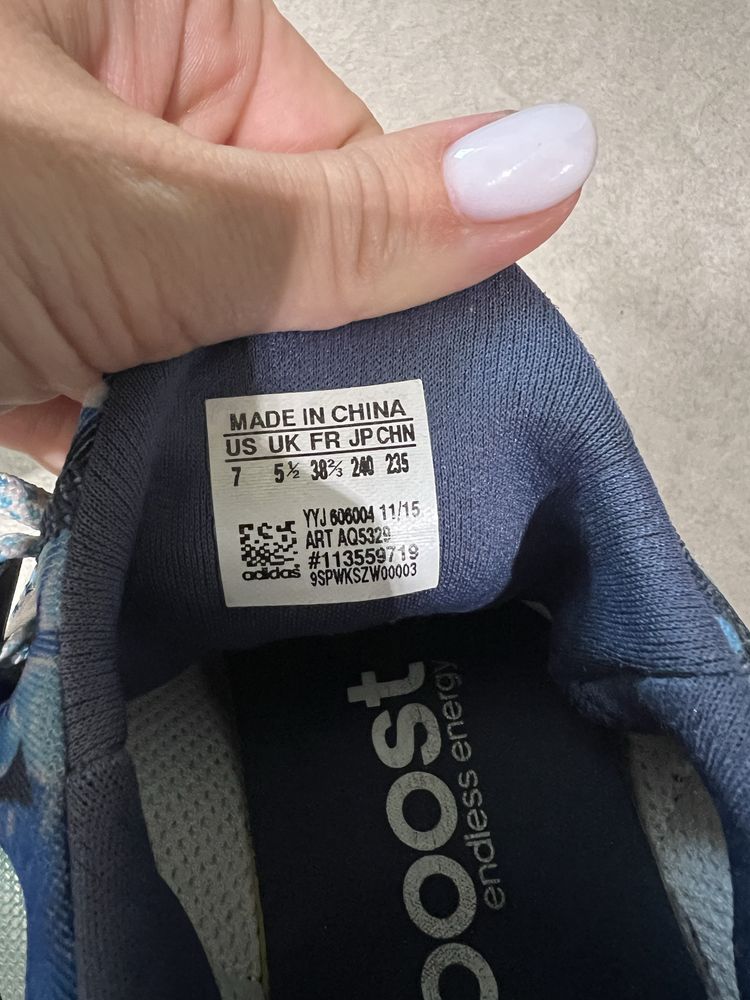 MADE IN CHINA
US UK FR JP CHN
7 5½ 38⅔ 240 235
YYJ 606004 11/15
ART AQ5329
#113559719
adidas
9SPWKSZW00003
boost
endless energy